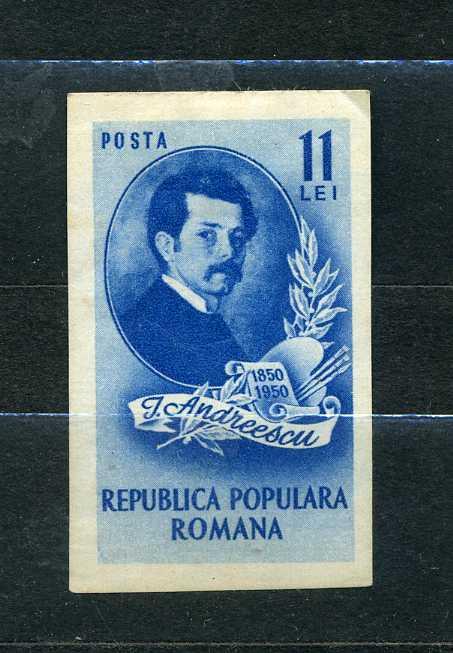 POSTA
11
LEI
1850
1950
J. Andreescu
REPUBLICA POPULARA
ROMANA